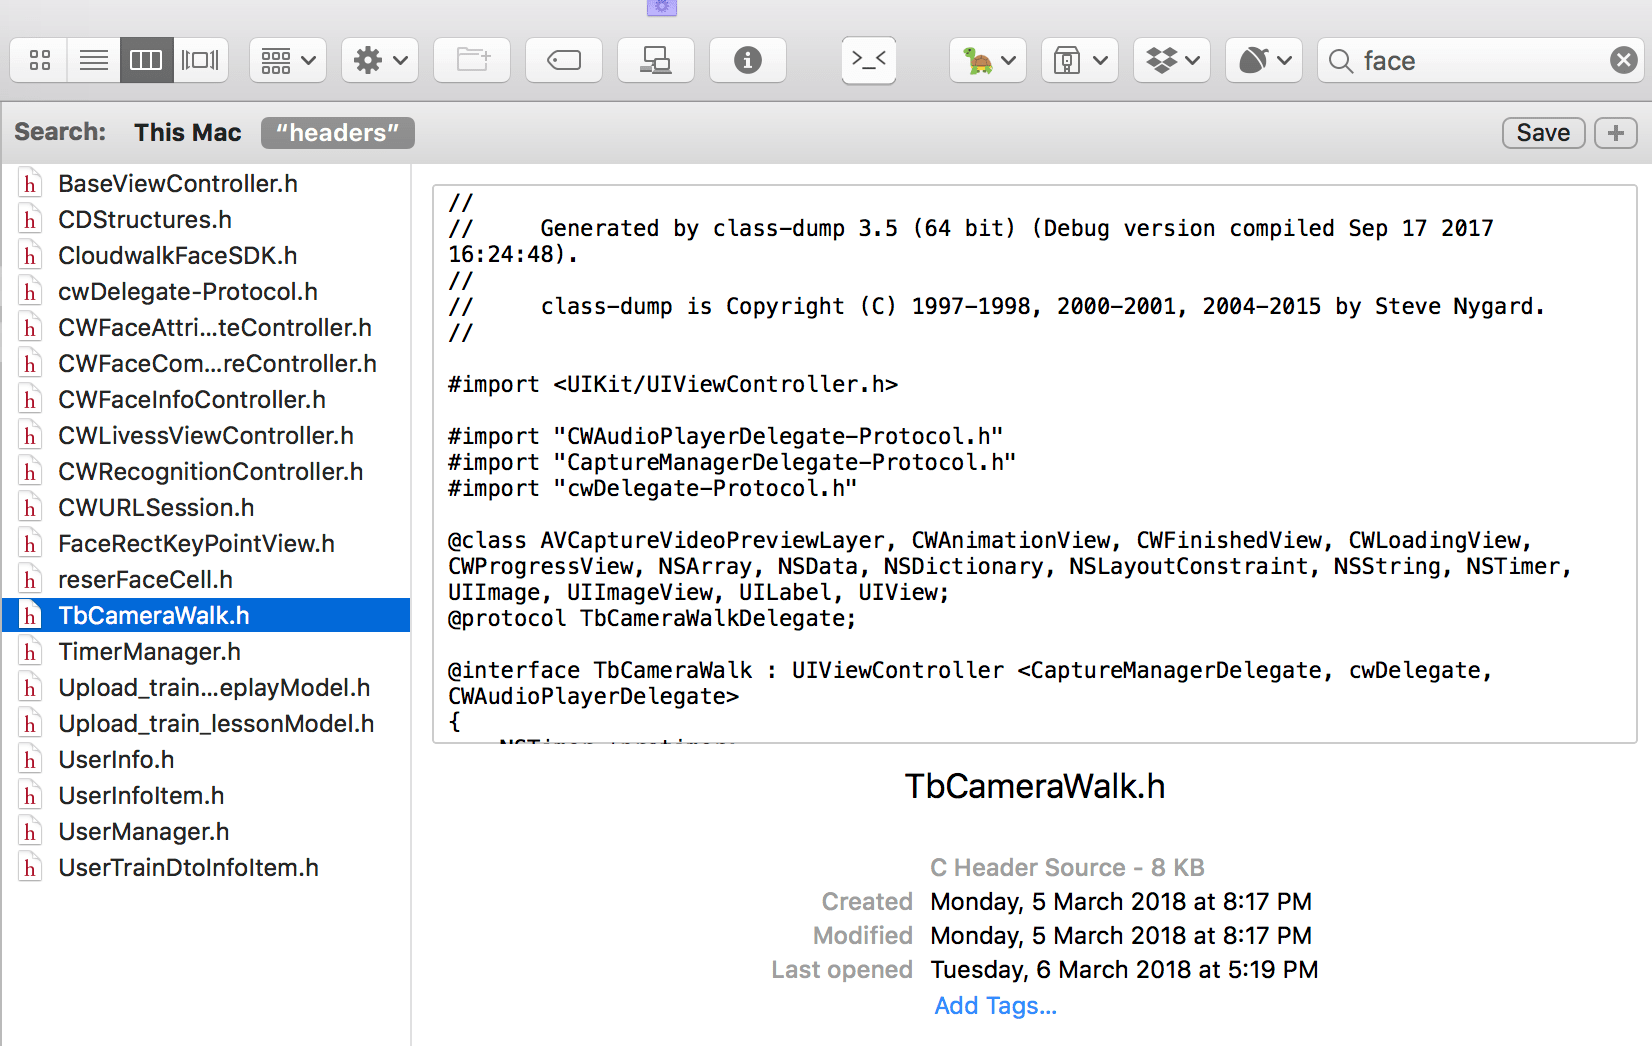 >_<
face
Search: This Mac “headers” Save +
BaseViewController.h
CDStructures.h
CloudwalkFaceSDK.h
cwDelegate-Protocol.h
CWFaceAttri...teController.h
CWFaceCom...reController.h
CWFaceInfoController.h
CWLivessViewController.h
CWRecognitionController.h
CWURLSession.h
FaceRectKeyPointView.h
reserFaceCell.h
TbCameraWalk.h
TimerManager.h
Upload_train...eplayModel.h
Upload_train_lessonModel.h
UserInfo.h
UserInfoItem.h
UserManager.h
UserTrainDtoInfoItem.h
//
//     Generated by class-dump 3.5 (64 bit) (Debug version compiled Sep 17 2017
16:24:48).
//
//     class-dump is Copyright (C) 1997-1998, 2000-2001, 2004-2015 by Steve Nygard.
//
#import <UIKit/UIViewController.h>
#import "CWAudioPlayerDelegate-Protocol.h"
#import "CaptureManagerDelegate-Protocol.h"
#import "cwDelegate-Protocol.h"
@class AVCaptureVideoPreviewLayer, CWAnimationView, CWFinishedView, CWLoadingView,
CWProgressView, NSArray, NSData, NSDictionary, NSLayoutConstraint, NSString, NSTimer,
UIImage, UIImageView, UILabel, UIView;
@protocol TbCameraWalkDelegate;
@interface TbCameraWalk : UIViewController <CaptureManagerDelegate, cwDelegate,
CWAudioPlayerDelegate>
{
TbCameraWalk.h
C Header Source - 8 KB
Created Monday, 5 March 2018 at 8:17 PM
Modified Monday, 5 March 2018 at 8:17 PM
Last opened Tuesday, 6 March 2018 at 5:19 PM
Add Tags...